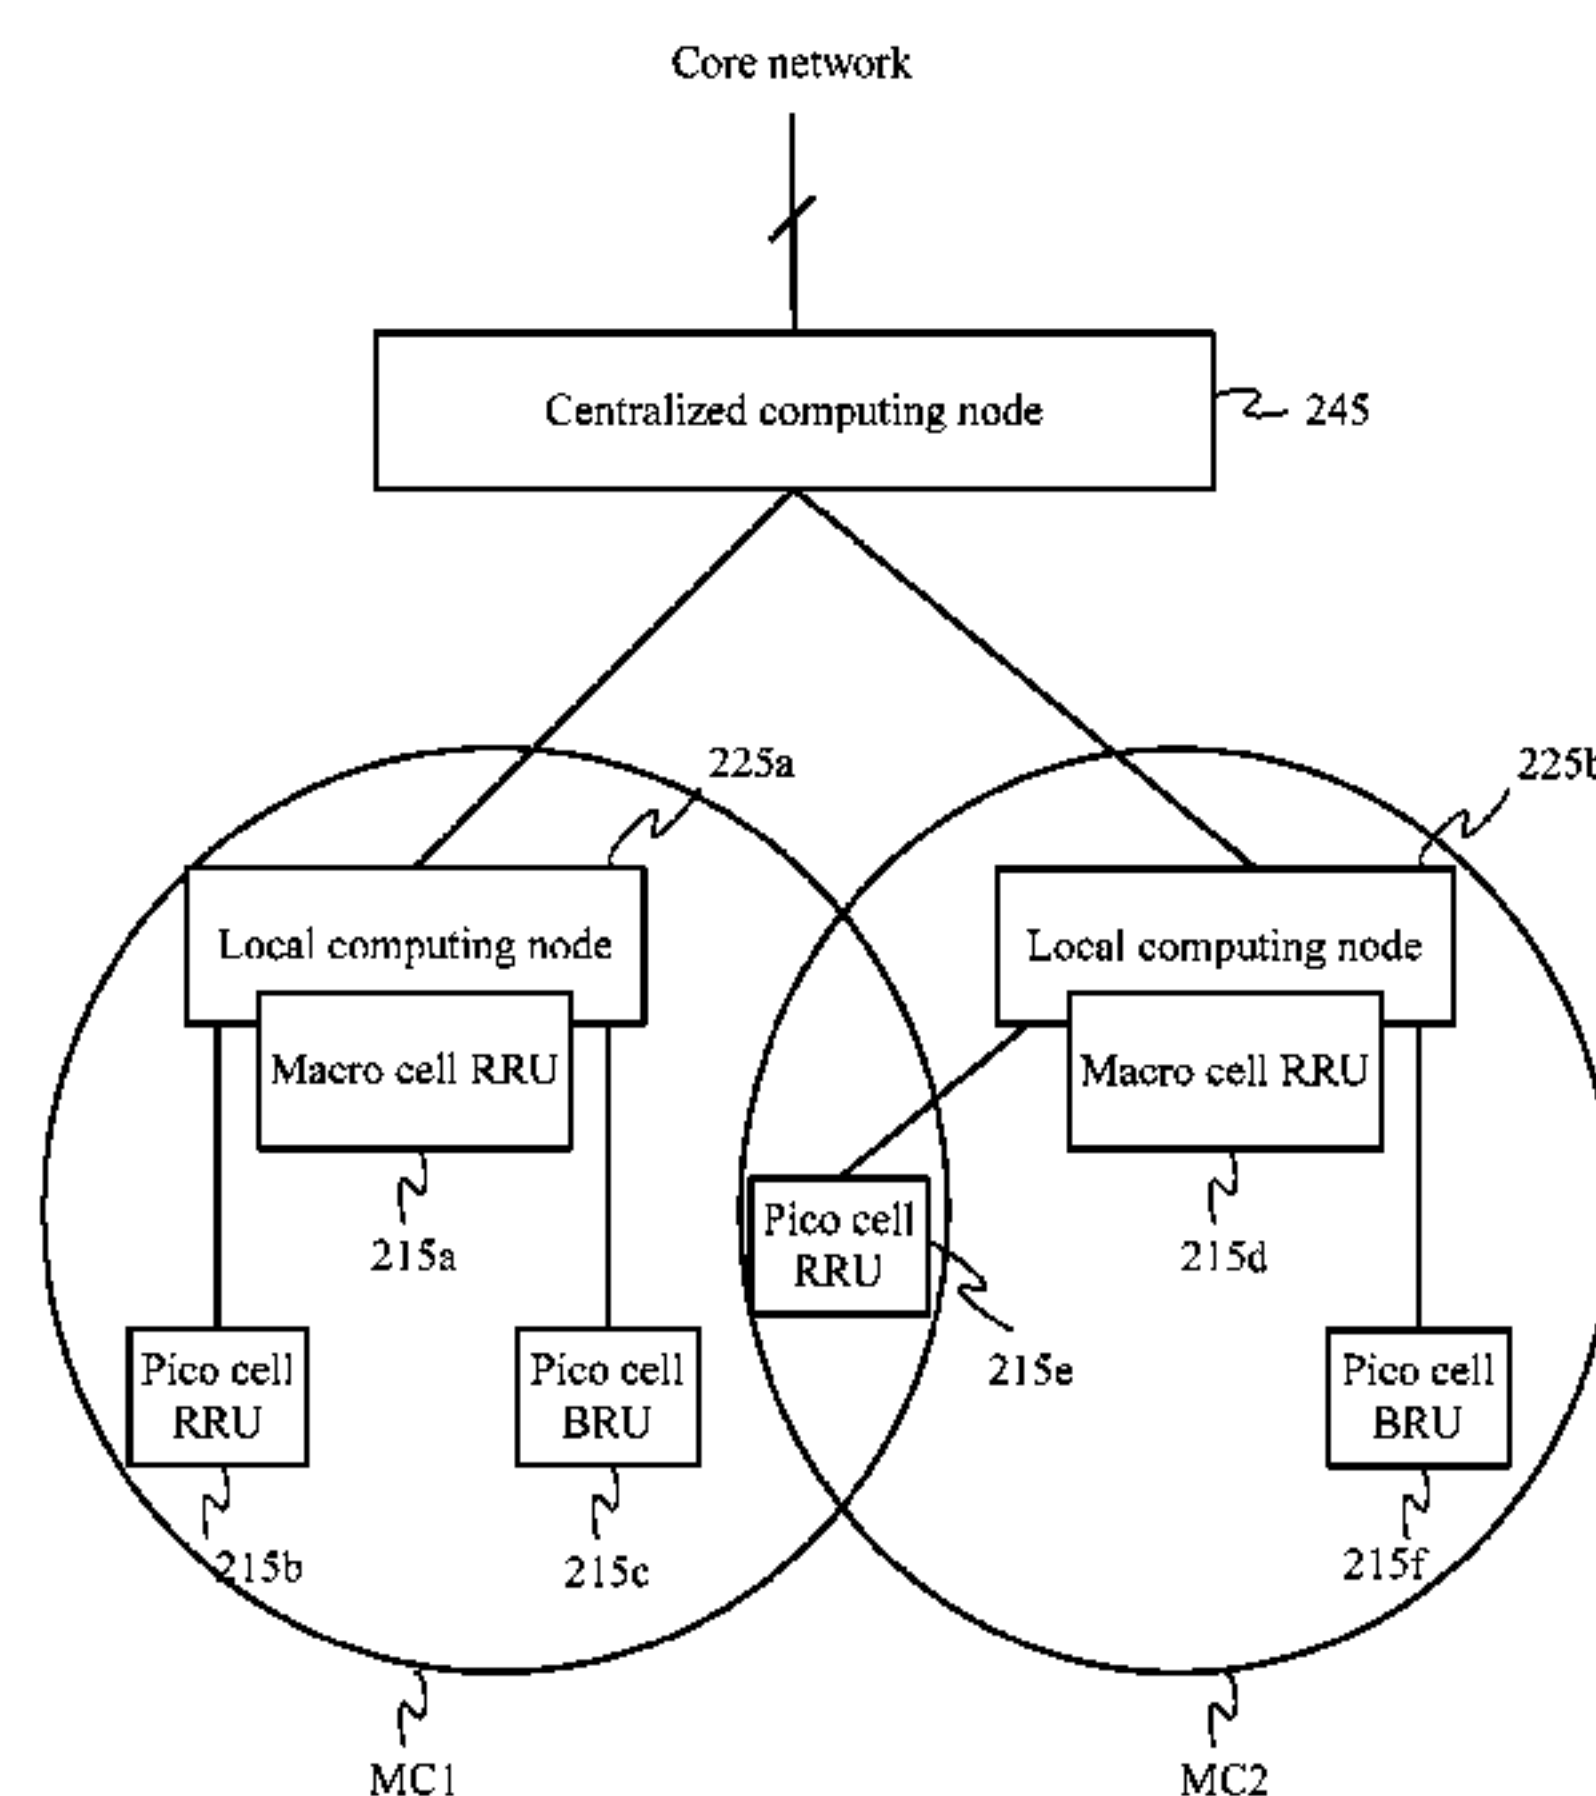 Core network
Centralized computing node
245
225a
225b
Local computing node
Local computing node
Macro cell RRU
Macro cell RRU
215a
215d
Pico cell
RRU
215e
Pico cell
RRU
Pico cell
BRU
Pico cell
BRU
215b
215c
215f
MC1
MC2